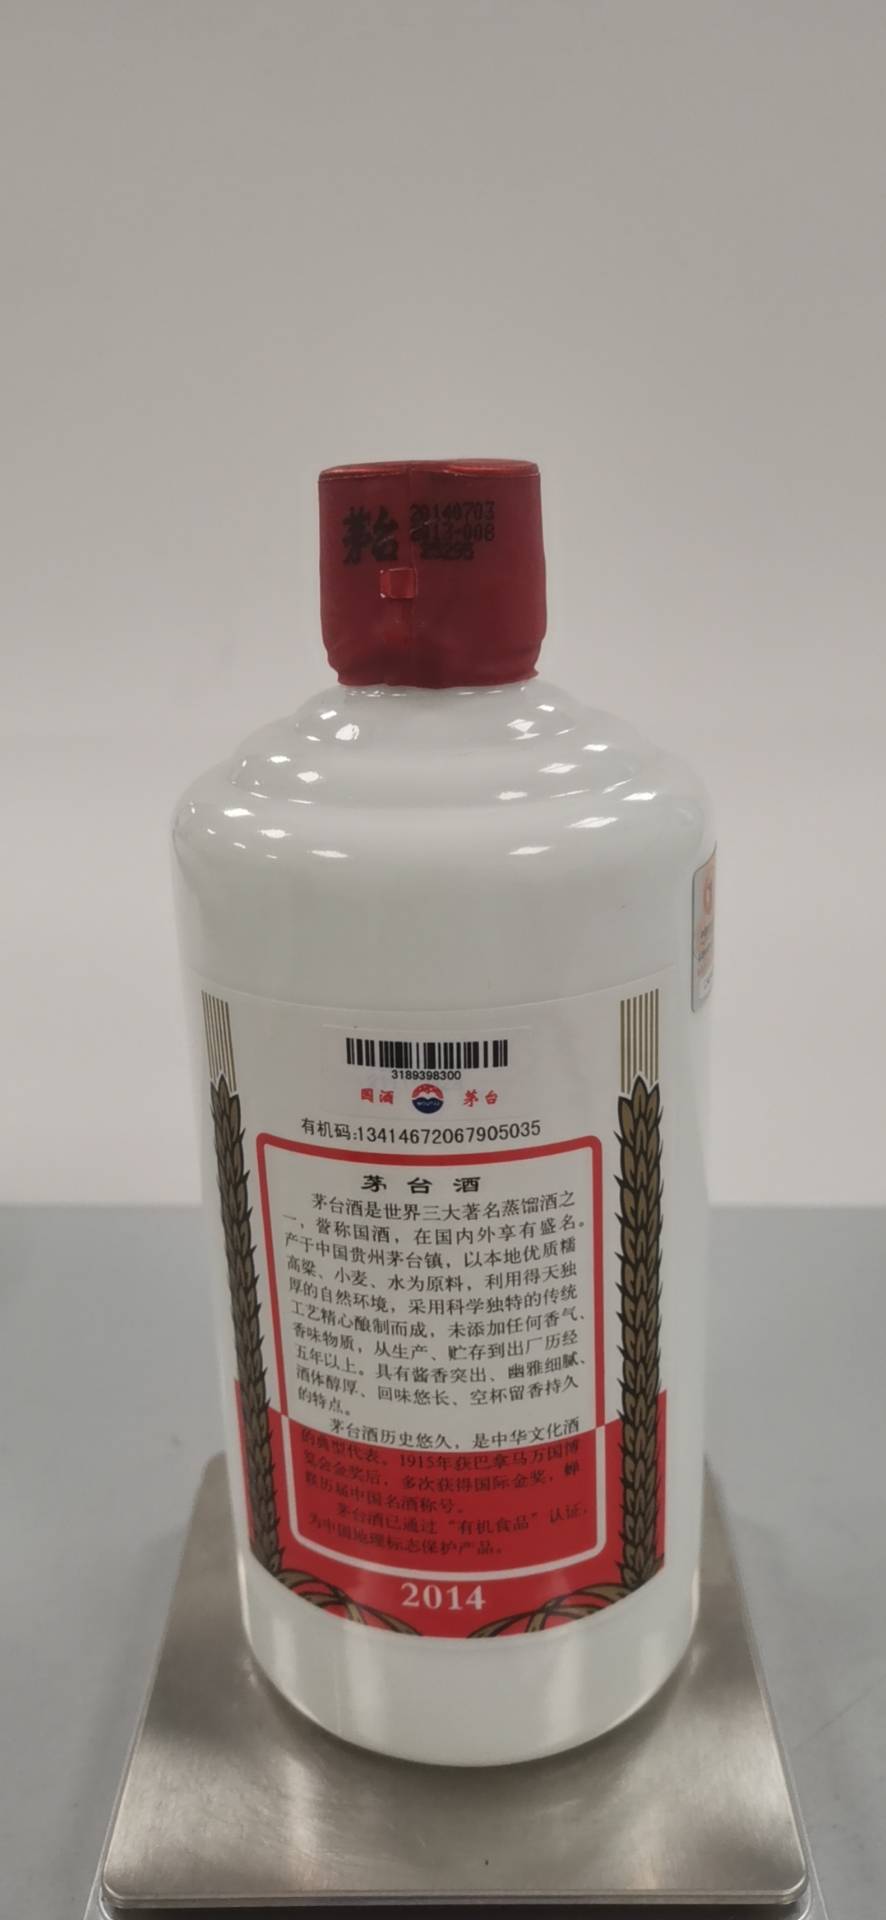 茅台
20140703
2013-008
25295
3189398300
国酒 茅台
有机码:13414672067905035
茅台酒
茅台酒是世界三大著名蒸馏酒之
一，誉称国酒，在国内外享有盛名。
产于中国贵州茅台镇，以本地优质糯
高粱、小麦、水为原料，利用得天独
厚的自然环境，采用科学独特的传统
工艺精心酿制而成，未添加任何香气、
香味物质，从生产、贮存到出厂历经
五年以上。具有酱香突出、幽雅细腻、
酒体醇厚、回味悠长、空杯留香持久
的特点。
茅台酒历史悠久，是中华文化酒
的典型代表。1915年获巴拿马万国博
览会金奖后，多次获得国际金奖，蝉
联历届中国名酒称号。
茅台酒已通过“有机食品”认证，
为中国地理标志保护产品。
2014